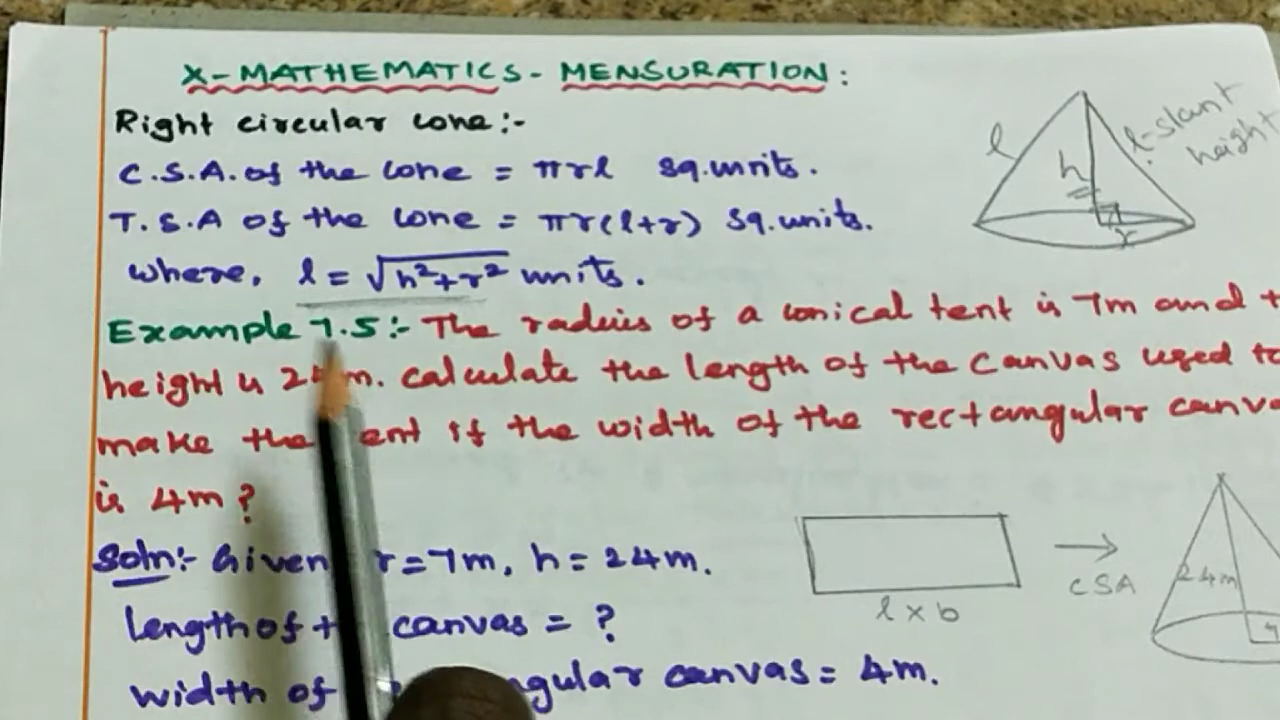 X-MATHEMATICS - MENSURATION:
Right circular cone:-
C.S.A. of the cone = πrl sq.units.
T.S.A of the cone = πr(l+r) sq.units.
where, l = √h²+r² units.
l
h
r
l-slant height
Example 7.5:- The radius of a conical tent is 7m and
height is 24m. calculate the length of the canvas used to
make the tent if the width of the rectangular
is 4m?
Soln:- Given r=7m, h=24m.
length of canvas = ?
width of canvas = 4m.
l x b
CSA
24m